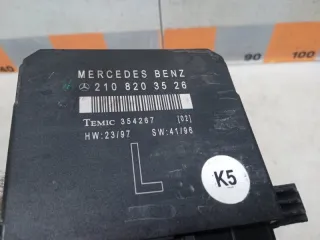 MERCEDES BENZ
210 820 35 26
TEMIC 354267 [02]
HW:23/97 SW:41/96
L
K5
90 100